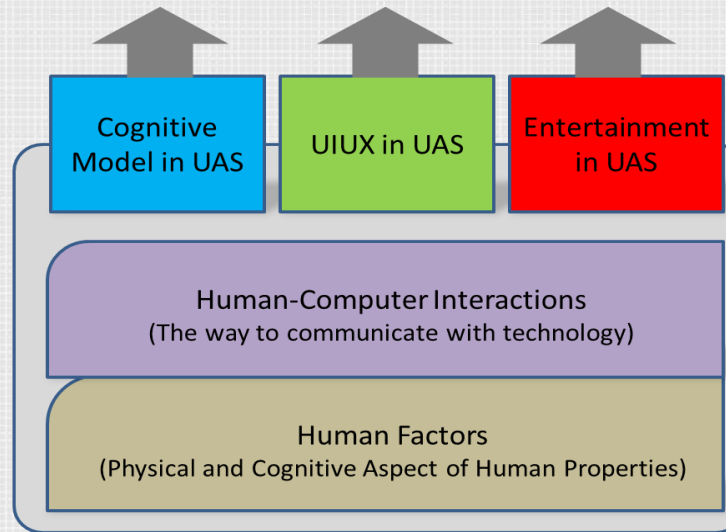 Cognitive
Model in UAS
UIUX in UAS
Entertainment
in UAS
Human-Computer Interactions
(The way to communicate with technology)
Human Factors
(Physical and Cognitive Aspect of Human Properties)